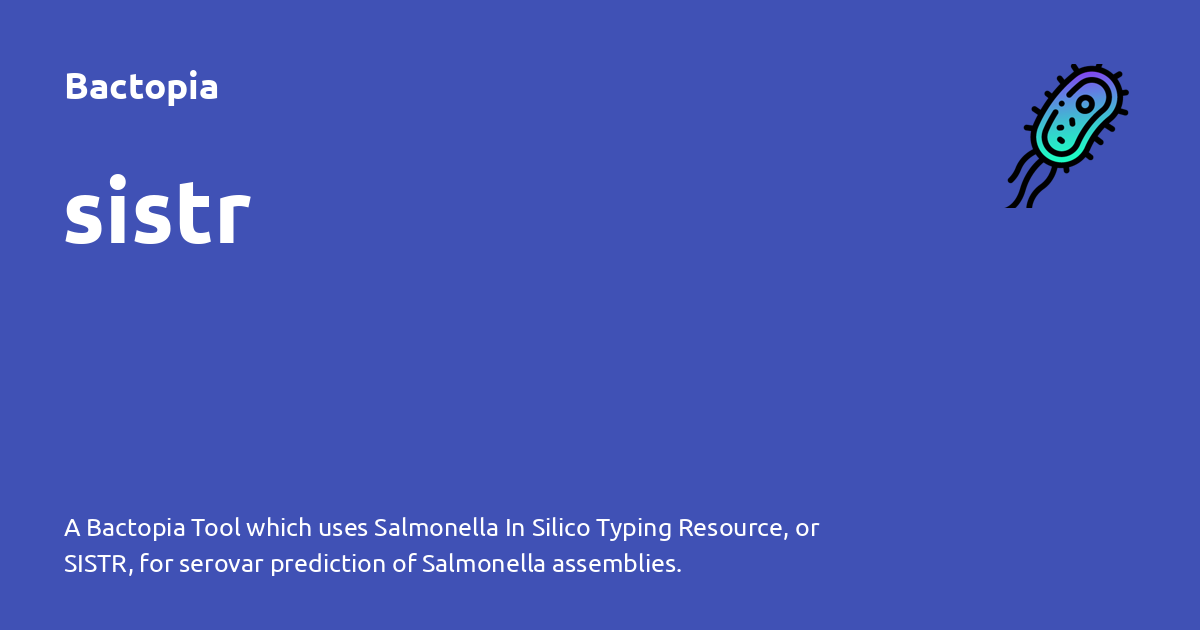 Bactopia
sistr
A Bactopia Tool which uses Salmonella In Silico Typing Resource, or
SISTR, for serovar prediction of Salmonella assemblies.